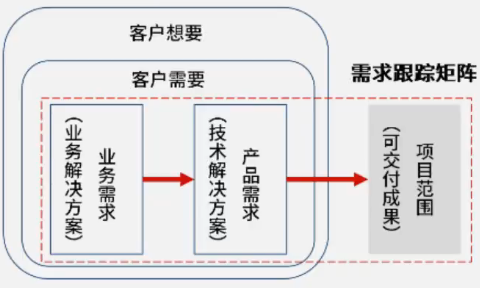 客户想要
客户需要
需求跟踪矩阵
业务需求
(业务解决方案)
产品需求
(技术解决方案)
项目范围
(可交付成果)